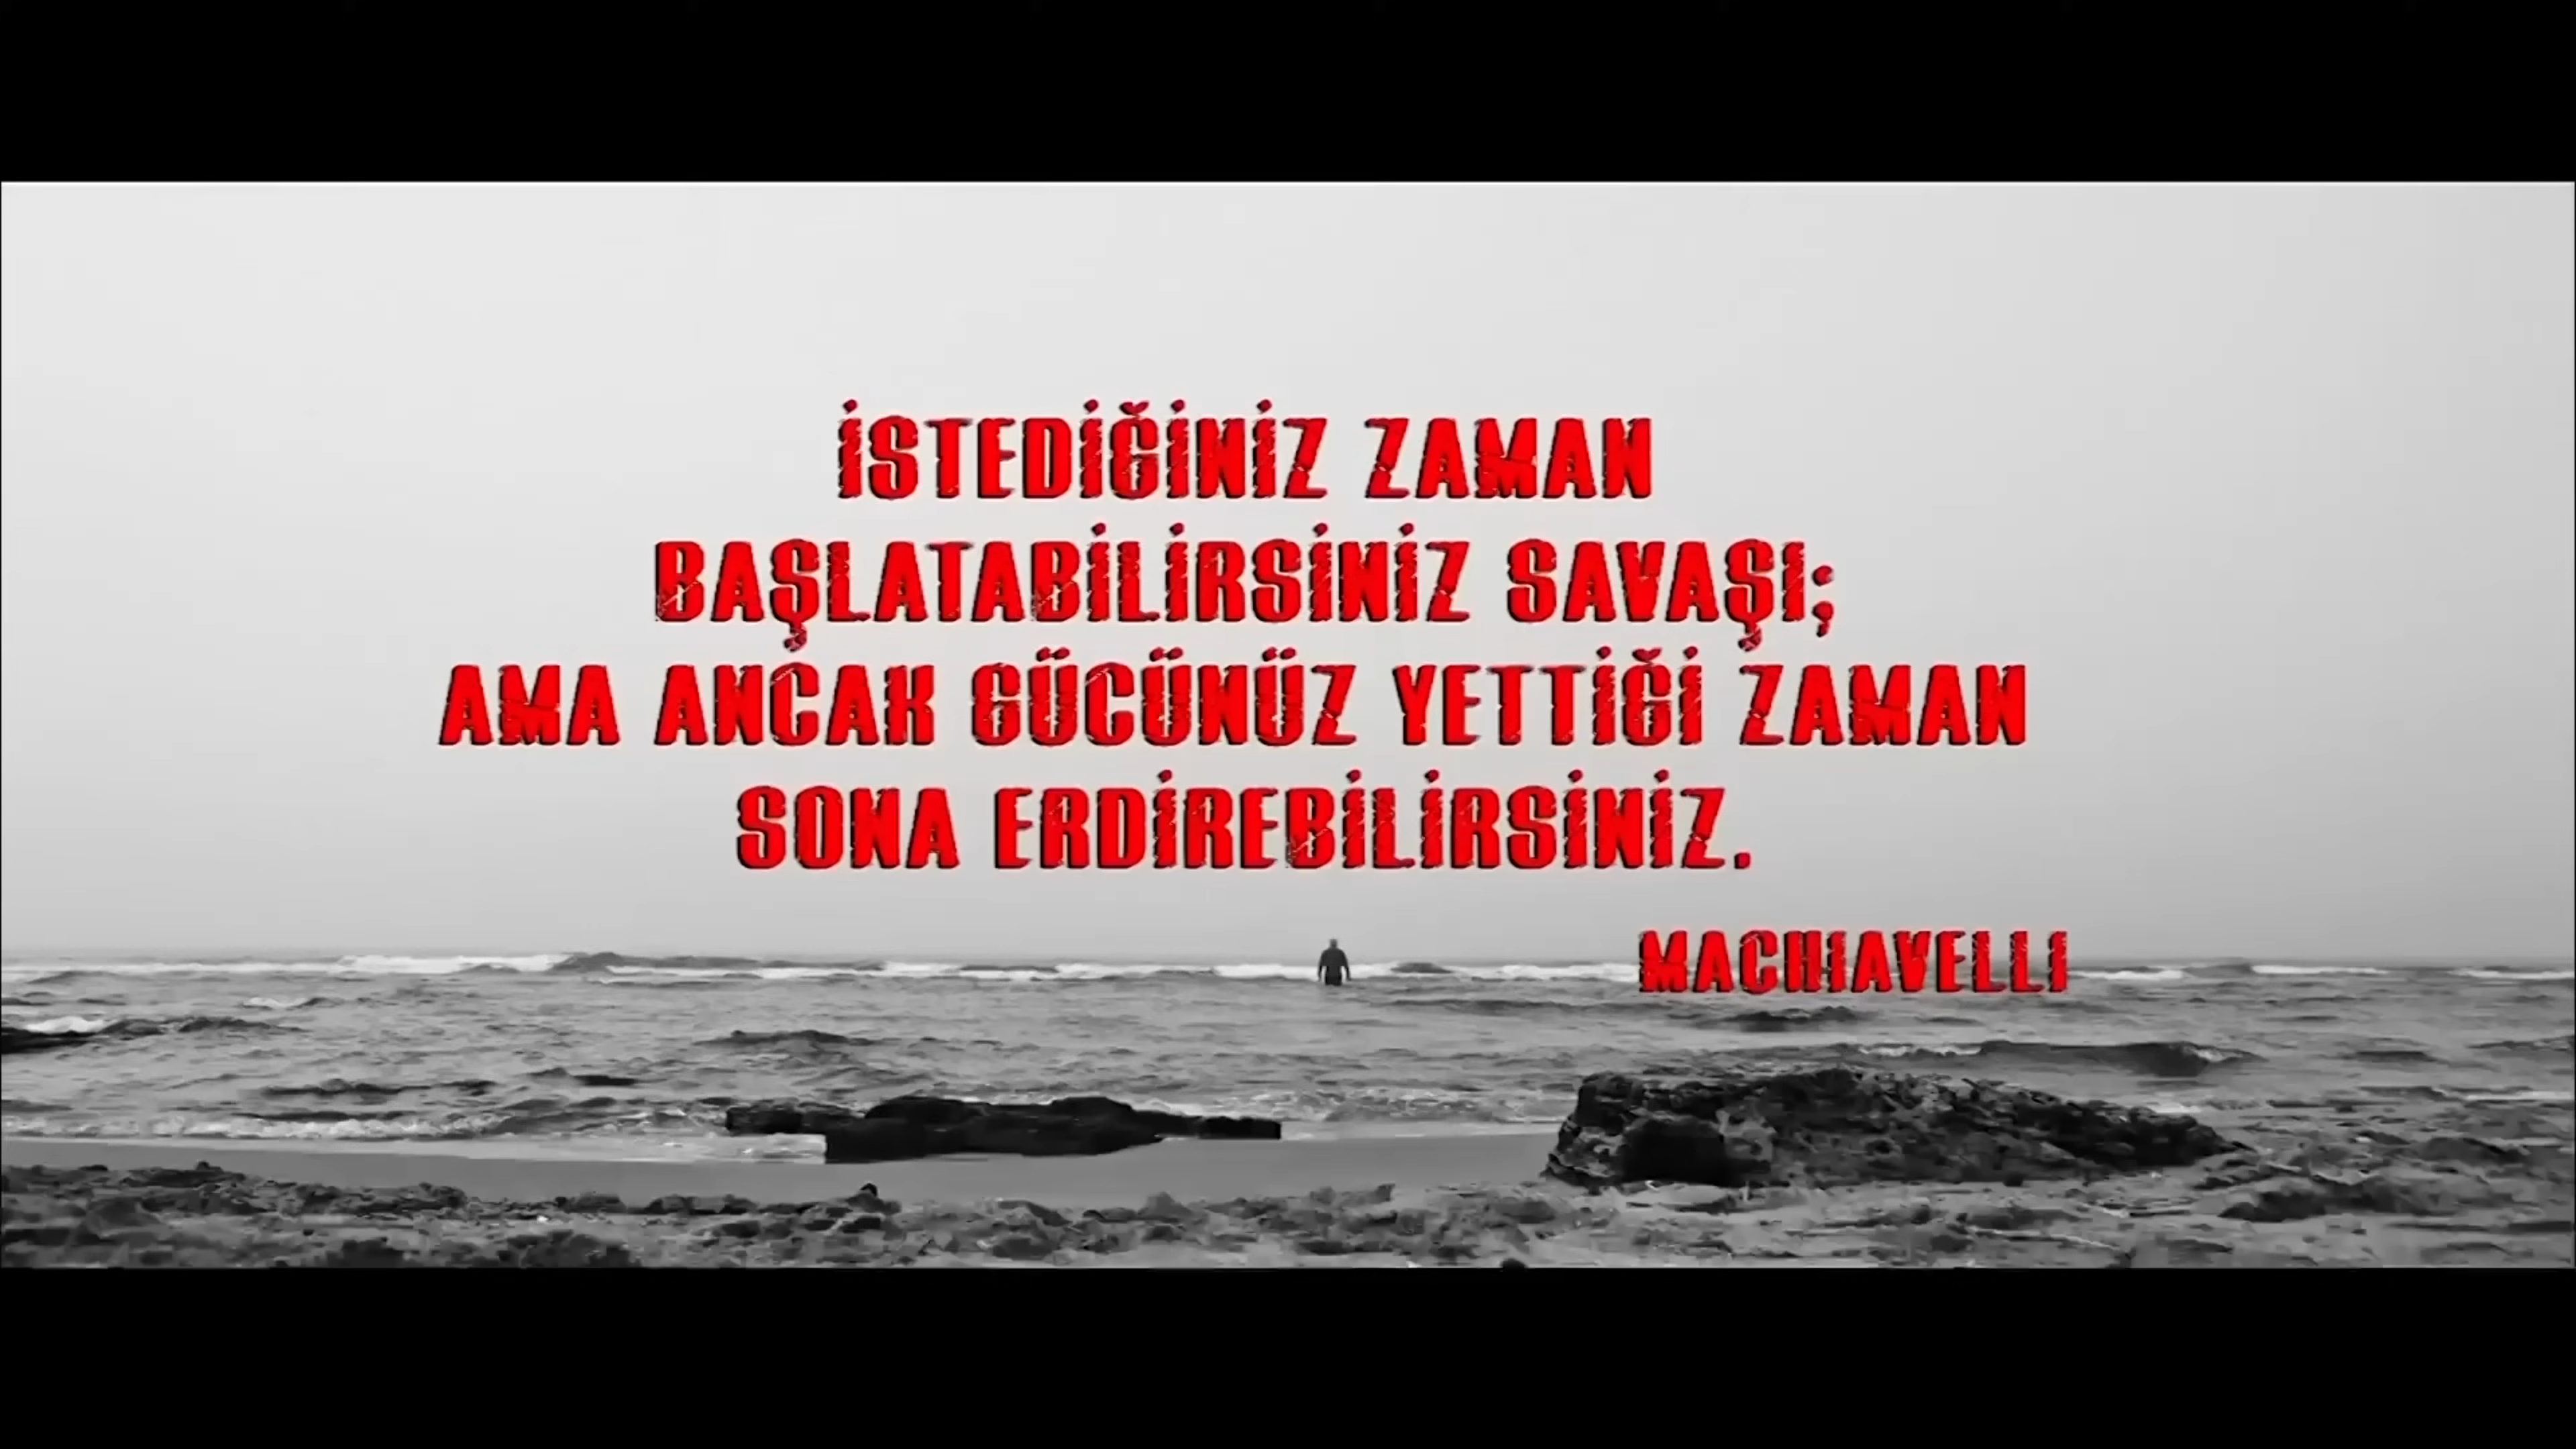 İSTEDİĞİNİZ ZAMAN
BAŞLATABİLİRSİNİZ SAVAŞI;
AMA ANCAK GÜCÜNÜZ YETTİĞİ ZAMAN
SONA ERDİREBİLİRSİNİZ.
MACHIAVELLI